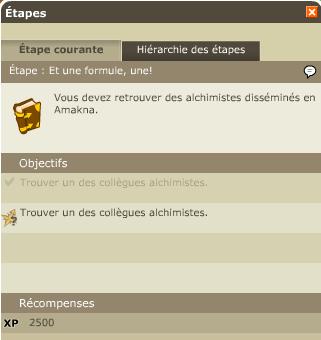 Étapes
Étape courante
Hiérarchie des étapes
Étape : Et une formule, une!
Vous devez retrouver des alchimistes disséminés en
Amakna.
Objectifs
Trouver un des collègues alchimistes.
Trouver un des collègues alchimistes.
Récompenses
XP 2500